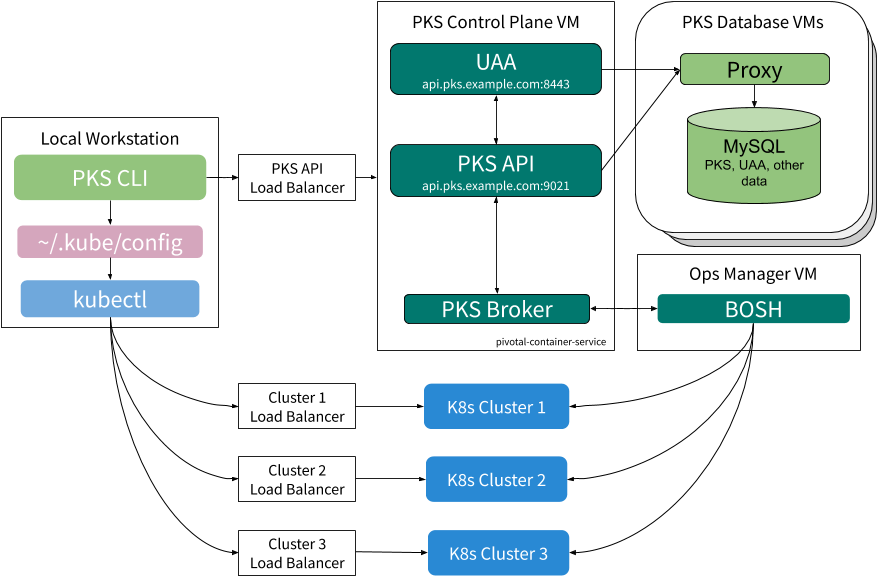 PKS Control Plane VM
UAA
api.pks.example.com:8443
PKS API
api.pks.example.com:9021
PKS Broker
pivotal-container-service
PKS Database VMs
Proxy
MySQL
PKS, UAA, other
data
Local Workstation
PKS CLI
~/.kube/config
kubectl
PKS API
Load Balancer
Ops Manager VM
BOSH
Cluster 1
Load Balancer
K8s Cluster 1
Cluster 2
Load Balancer
K8s Cluster 2
Cluster 3
Load Balancer
K8s Cluster 3